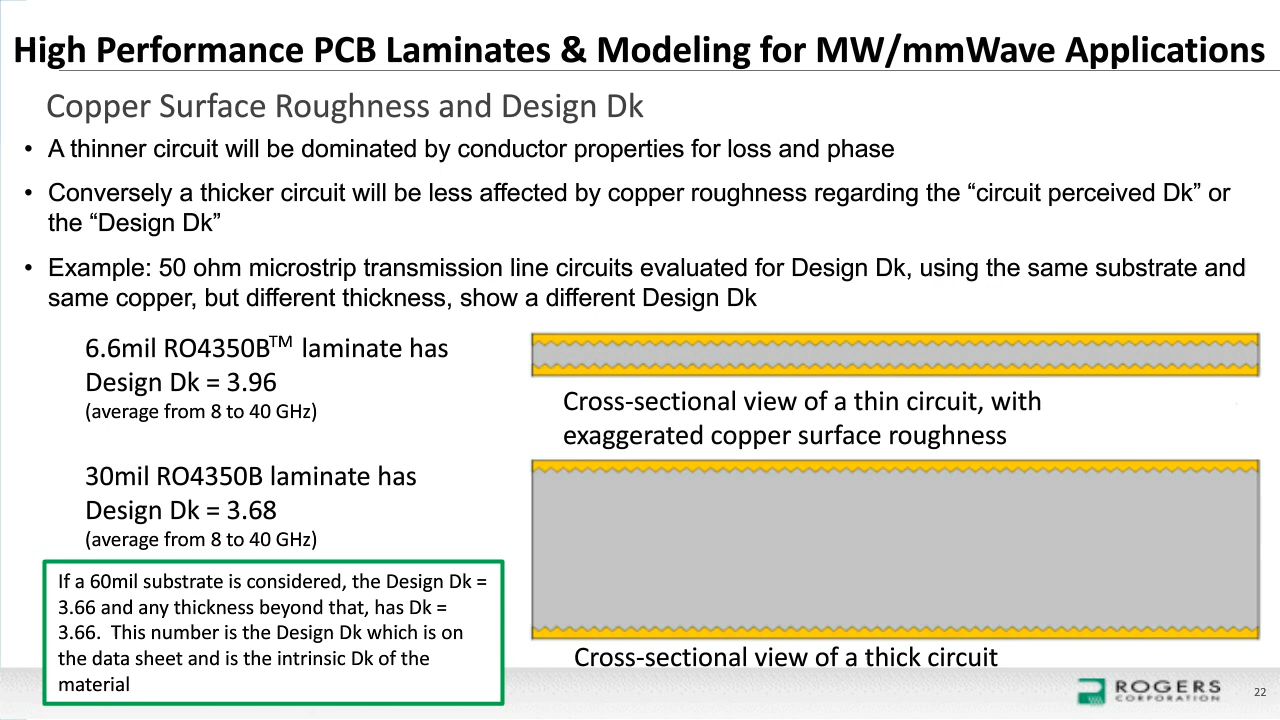 High Performance PCB Laminates & Modeling for MW/mmWave Applications
Copper Surface Roughness and Design Dk
• A thinner circuit will be dominated by conductor properties for loss and phase
• Conversely a thicker circuit will be less affected by copper roughness regarding the “circuit perceived Dk” or
the “Design Dk”
• Example: 50 ohm microstrip transmission line circuits evaluated for Design Dk, using the same substrate and
same copper, but different thickness, show a different Design Dk
6.6mil RO4350B™ laminate has
Design Dk = 3.96
(average from 8 to 40 GHz)
Cross-sectional view of a thin circuit, with
exaggerated copper surface roughness
30mil RO4350B laminate has
Design Dk = 3.68
(average from 8 to 40 GHz)
If a 60mil substrate is considered, the Design Dk =
3.66 and any thickness beyond that, has Dk =
3.66.  This number is the Design Dk which is on
the data sheet and is the intrinsic Dk of the
material
Cross-sectional view of a thick circuit
ROGERS
CORPORATION
22